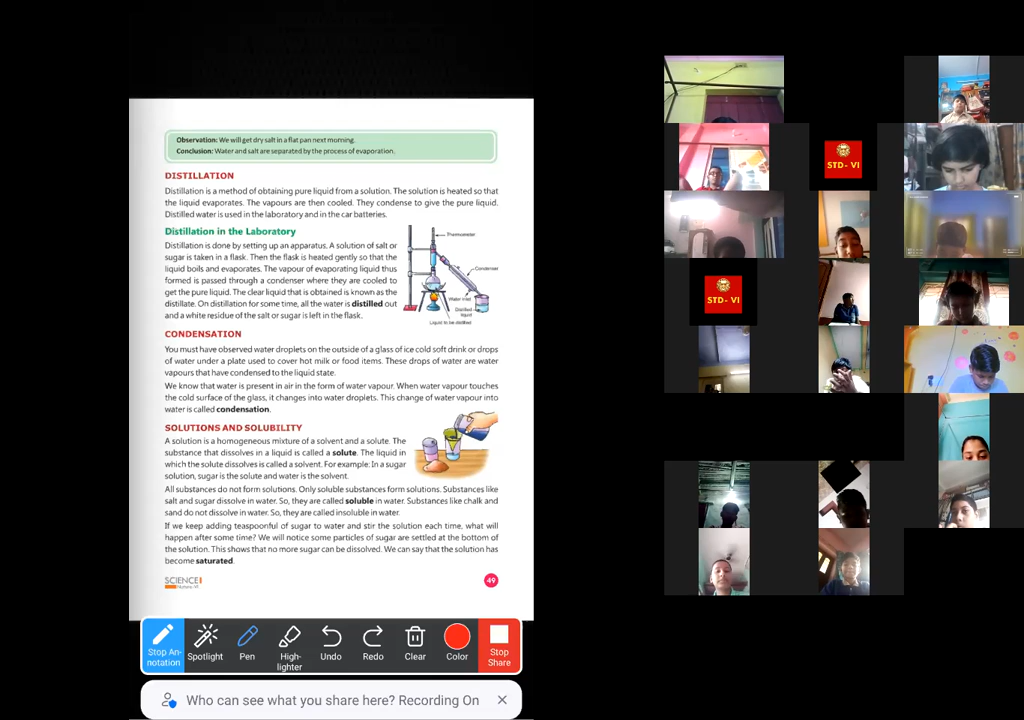 Observation: We will get dry salt in a flat pan next morning.
Conclusion: Water and salt are separated by the process of evaporation.
DISTILLATION
Distillation is a method of obtaining pure liquid from a solution. The solution is heated so that
the liquid evaporates. The vapours are then cooled. They condense to give the pure liquid.
Distilled water is used in the laboratory and in the car batteries.
Distillation in the Laboratory
Distillation is done by setting up an apparatus. A solution of salt or
sugar is taken in a flask. Then the flask is heated gently so that the
liquid boils and evaporates. The vapour of evaporating liquid thus
formed is passed through a condenser where they are cooled to
get the pure liquid. The clear liquid that is obtained is known as the
distillate. On distillation for some time, all the water is distilled out
and a white residue of the salt or sugar is left in the flask.
Thermometer
Condenser
Water inlet
Distilled
liquid
Liquid to be distilled
CONDENSATION
You must have observed water droplets on the outside of a glass of ice cold soft drink or drops
of water under a plate used to cover hot milk or food items. These drops of water are water
vapours that have condensed to the liquid state.
We know that water is present in air in the form of water vapour. When water vapour touches
the cold surface of the glass, it changes into water droplets. This change of water vapour into
water is called condensation.
SOLUTIONS AND SOLUBILITY
A solution is a homogeneous mixture of a solvent and a solute. The
substance that dissolves in a liquid is called a solute. The liquid in
which the solute dissolves is called a solvent. For example: In a sugar
solution, sugar is the solute and water is the solvent.
All substances do not form solutions. Only soluble substances form solutions. Substances like
salt and sugar dissolve in water. So, they are called soluble in water. Substances like chalk and
sand do not dissolve in water. So, they are called insoluble in water.
If we keep adding teaspoonful of sugar to water and stir the solution each time, what will
happen after some time? We will notice some particles of sugar are settled at the bottom of
the solution. This shows that no more sugar can be dissolved. We can say that the solution has
become saturated.
SCIENCE
49
Stop An-
notation
Spotlight
Pen
High-
lighter
Undo
Redo
Clear
Color
Stop
Share
Who can see what you share here? Recording On
STD- VI
STD- VI